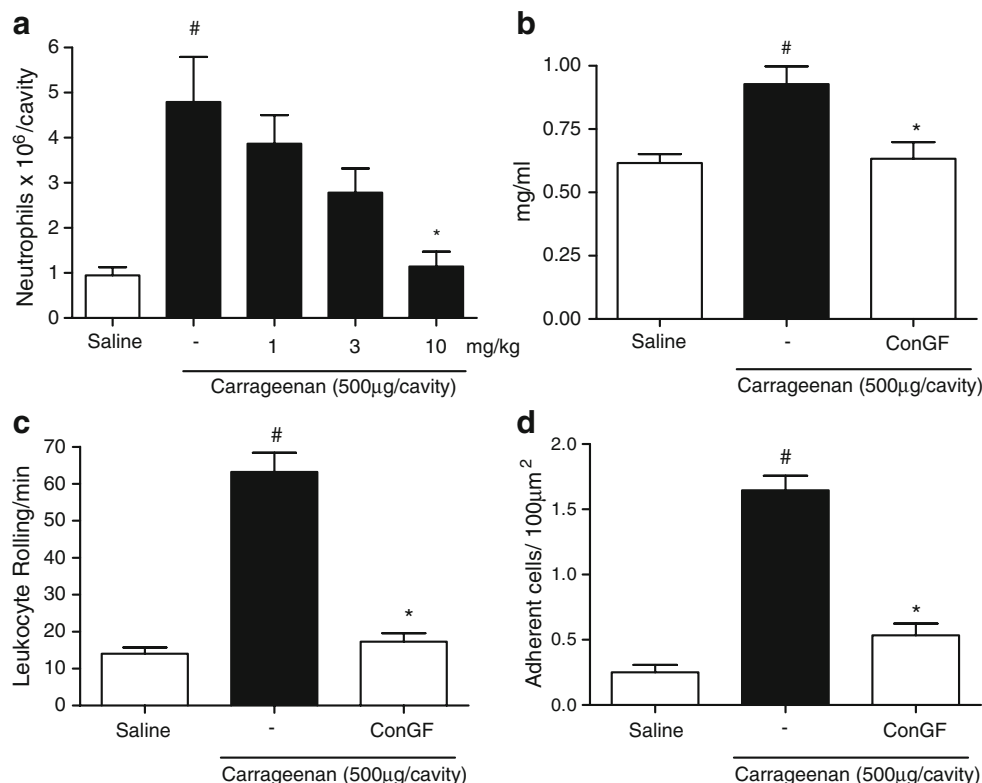 a
#
6
5
4
3
2
1
0
Neutrophils x 10⁶/cavity
*
Saline - 1 3 10 mg/kg
Carrageenan (500μg/cavity)
b
#
1.00
0.75
0.50
0.25
0.00
mg/ml
*
Saline - ConGF
Carrageenan (500μg/cavity)
c
#
70
60
50
40
30
20
10
0
Leukocyte Rolling/min
*
Saline - ConGF
Carrageenan (500μg/cavity)
d
#
2.0
1.5
1.0
0.5
0.0
Adherent cells/ 100μm²
*
Saline - ConGF
Carrageenan (500μg/cavity)